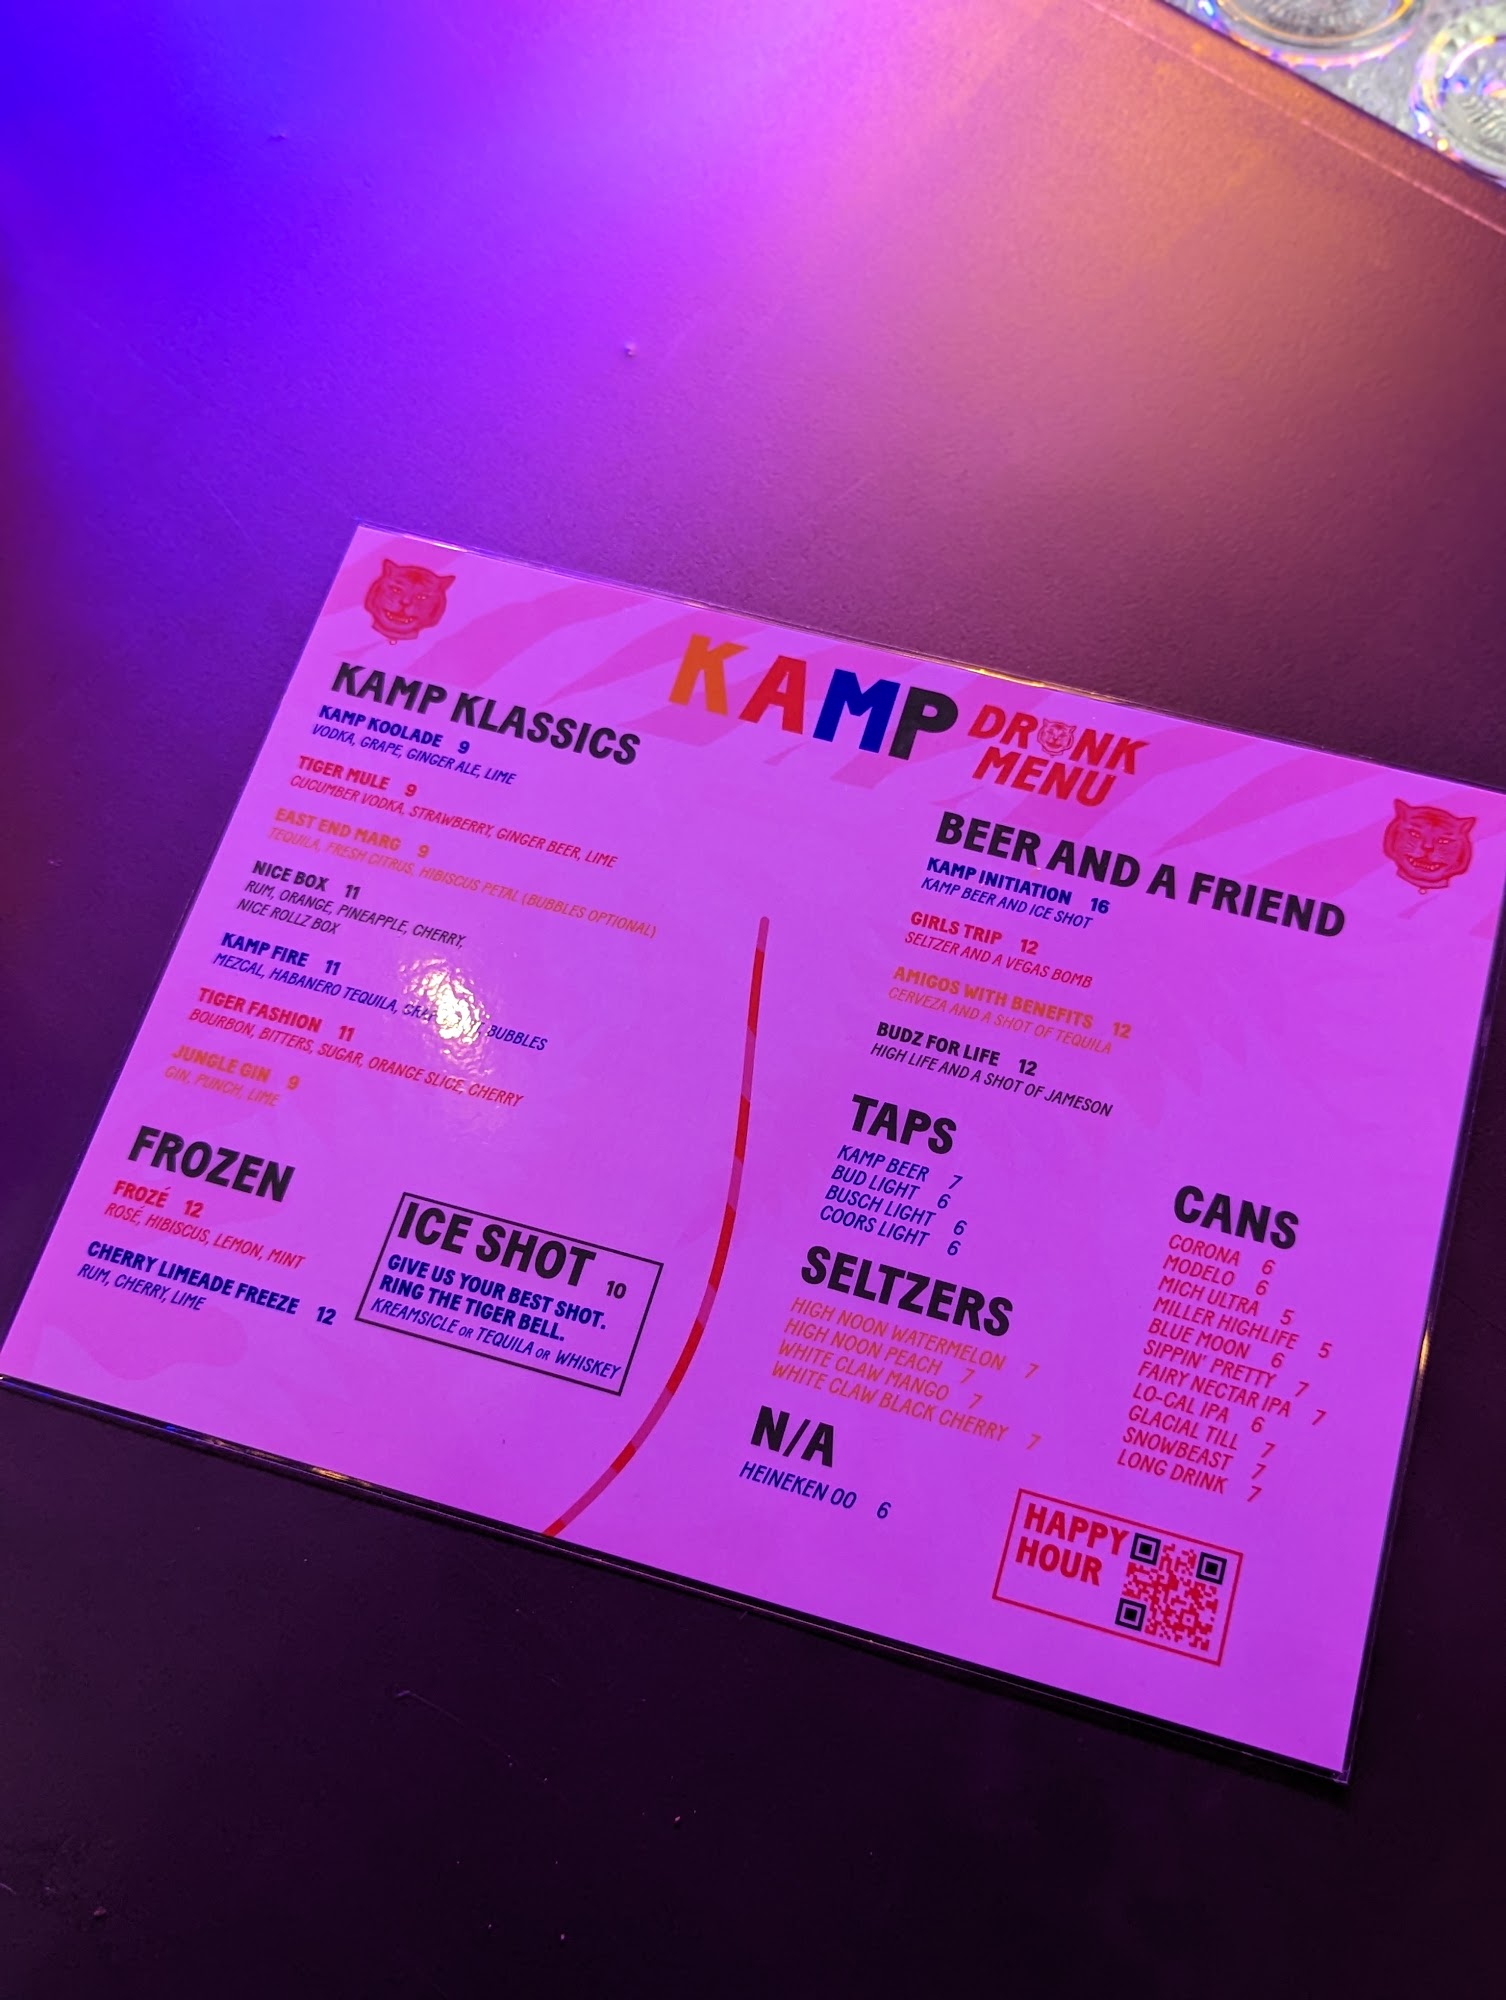 KAMP DRINK
MENU
KAMP KLASSICS
KAMP KOOLADE 9
VODKA, GRAPE, GINGER ALE, LIME
TIGER MULE 9
CUCUMBER VODKA, STRAWBERRY, GINGER BEER, LIME
EAST END MARG 9
TEQUILA, FRESH CITRUS, HIBISCUS PETAL (BUBBLES OPTIONAL)
NICE BOX 11
RUM, ORANGE, PINEAPPLE, CHERRY,
NICE ROLLZ BOX
KAMP FIRE 11
MEZCAL, HABANERO TEQUILA, BUBBLES
TIGER FASHION 11
BOURBON, BITTERS, SUGAR, ORANGE SLICE, CHERRY
JUNGLE GIN 9
GIN, PUNCH, LIME
FROZEN
FROZÉ 12
ROSÉ, HIBISCUS, LEMON, MINT
CHERRY LIMEADE FREEZE 12
RUM, CHERRY, LIME
ICE SHOT 10
GIVE US YOUR BEST SHOT.
RING THE TIGER BELL.
KREAMSICLE OR TEQUILA OR WHISKEY
BEER AND A FRIEND
KAMP INITIATION 16
KAMP BEER AND ICE SHOT
GIRLS TRIP 12
SELTZER AND A VEGAS BOMB
AMIGOS WITH BENEFITS 12
CERVEZA AND A SHOT OF TEQUILA
BUDZ FOR LIFE 12
HIGH LIFE AND A SHOT OF JAMESON
TAPS
KAMP BEER 7
BUD LIGHT 6
BUSCH LIGHT 6
COORS LIGHT 6
SELTZERS
HIGH NOON WATERMELON 7
HIGH NOON PEACH 7
WHITE CLAW MANGO 7
WHITE CLAW BLACK CHERRY 7
N/A
HEINEKEN 00 6
CANS
CORONA 6
MODELO 6
MICH ULTRA 5
MILLER HIGHLIFE 5
BLUE MOON 6
SIPPIN' PRETTY 7
FAIRY NECTAR IPA 7
LO-CAL IPA 6
GLACIAL TILL 7
SNOWBEAST 7
LONG DRINK 7
HAPPY
HOUR